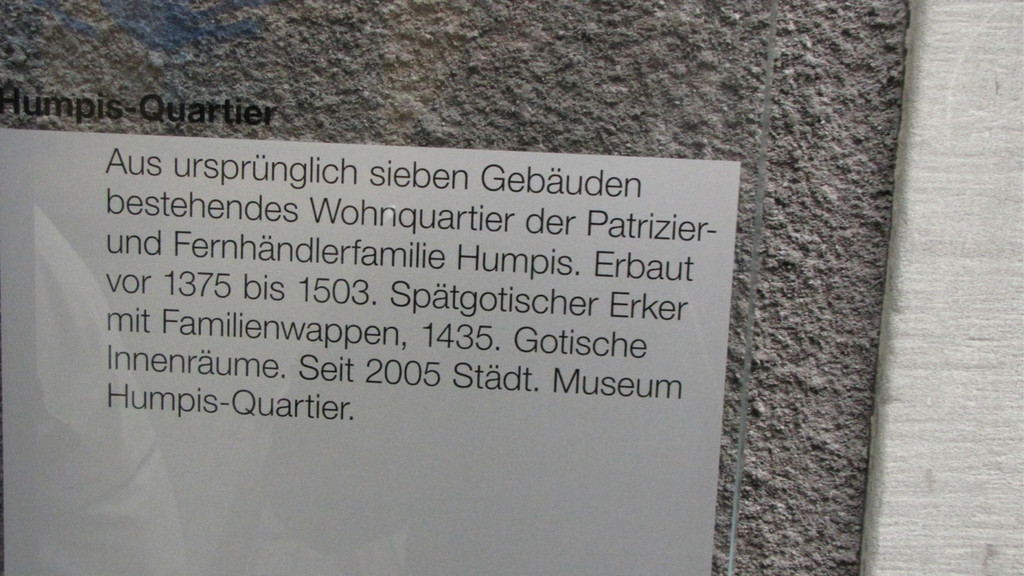 Humpis-Quartier
Aus ursprünglich sieben Gebäuden
bestehendes Wohnquartier der Patrizier-
und Fernhändlerfamilie Humpis. Erbaut
vor 1375 bis 1503. Spätgotischer Erker
mit Familienwappen, 1435. Gotische
Innenräume. Seit 2005 Städt. Museum
Humpis-Quartier.